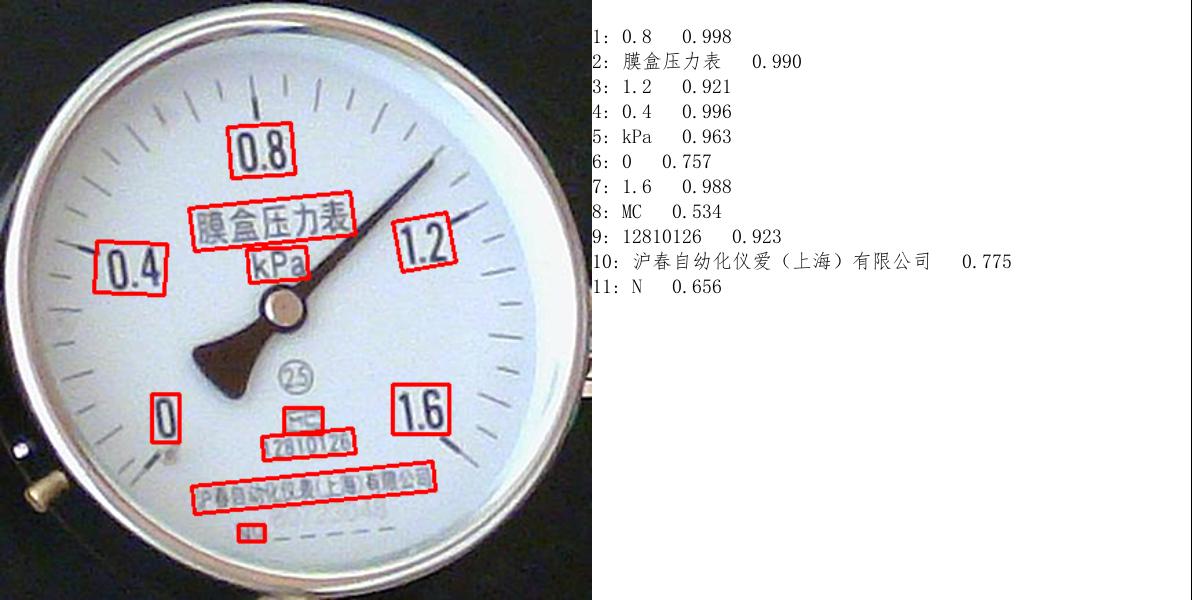 0.8
膜盒压力表
kPa
0.4
1.2
0
1.6
25
MC
12810126
沪春自动化仪表(上海)有限公司
1: 0.8 0.998
2: 膜盒压力表 0.990
3: 1.2 0.921
4: 0.4 0.996
5: kPa 0.963
6: 0 0.757
7: 1.6 0.988
8: MC 0.534
9: 12810126 0.923
10: 沪春自动化仪爱（上海）有限公司 0.775
11: N 0.656